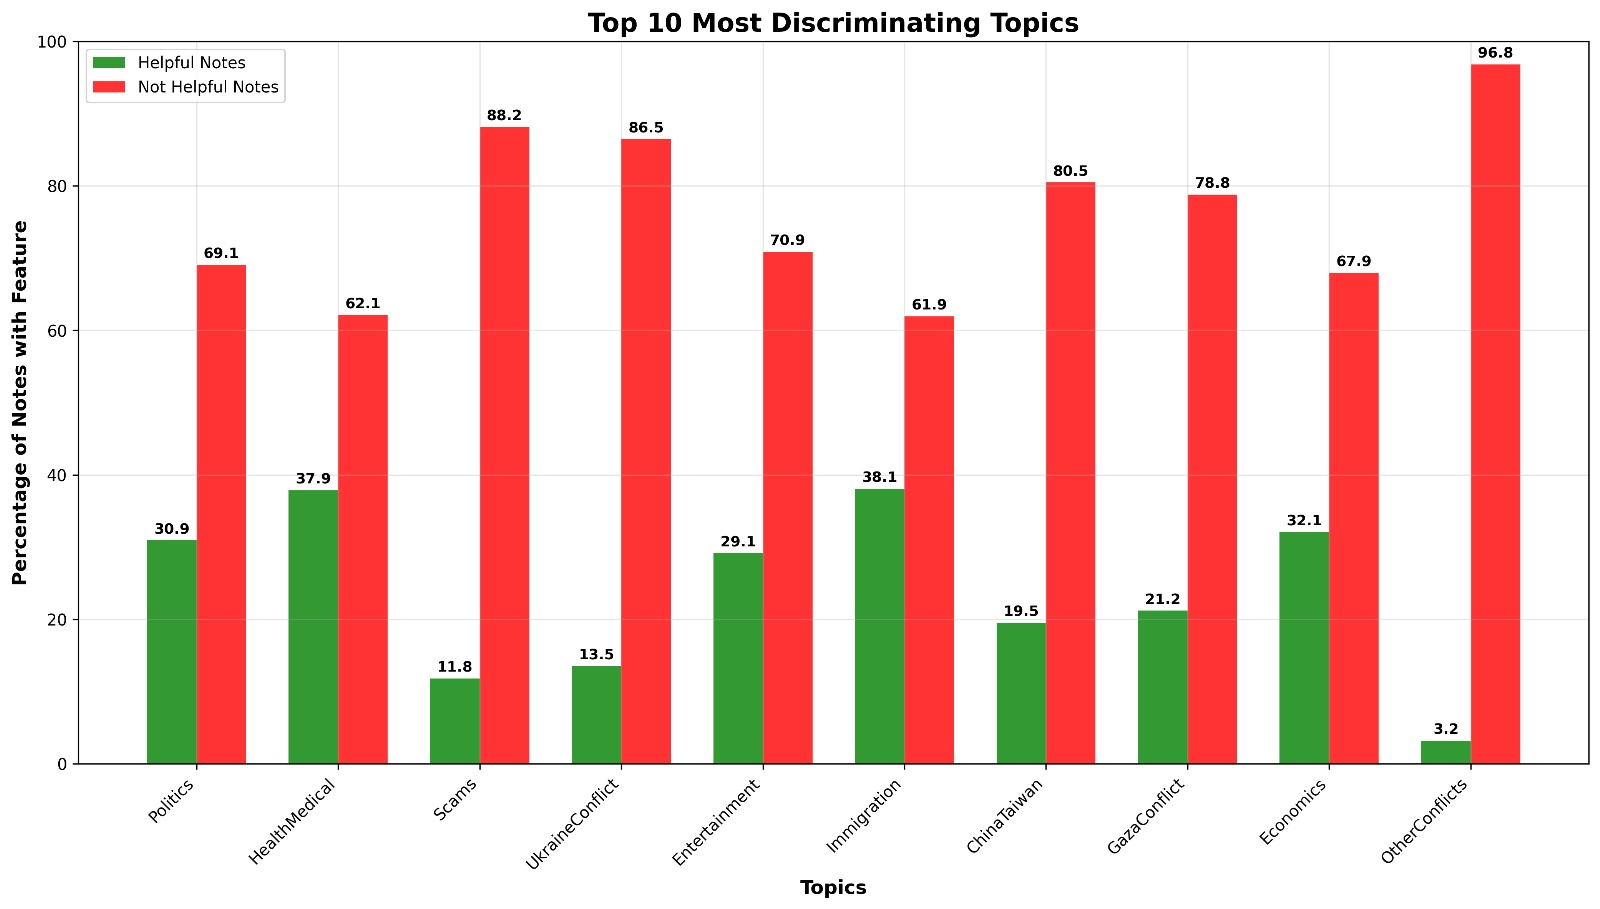 Top 10 Most Discriminating Topics
Helpful Notes
Not Helpful Notes
Percentage of Notes with Feature
100
80
60
40
20
0
30.9
69.1
37.9
62.1
11.8
88.2
13.5
86.5
29.1
70.9
38.1
61.9
19.5
80.5
21.2
78.8
32.1
67.9
3.2
96.8
Politics
HealthMedical
Scams
UkraineConflict
Entertainment
Immigration
ChinaTaiwan
GazaConflict
Economics
OtherConflicts
Topics